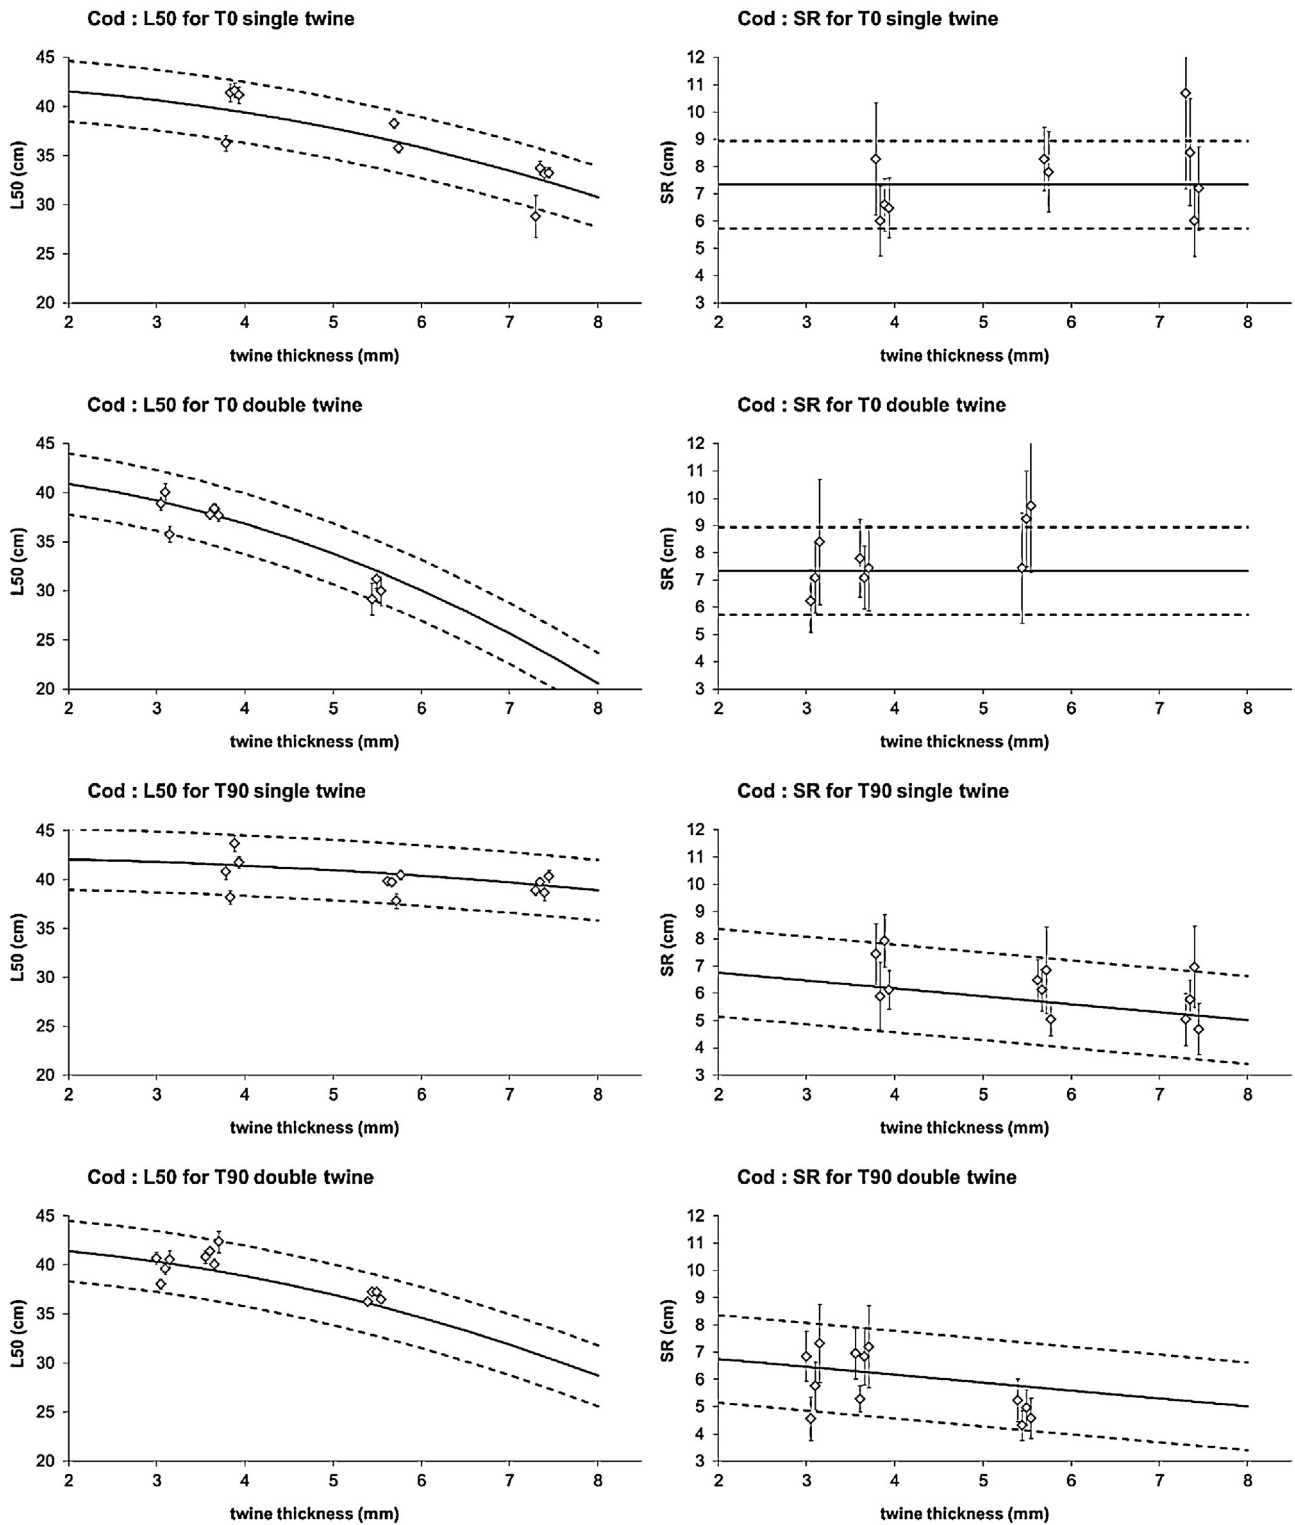 Cod : L50 for T0 single twine
45
40
35
30
25
20
L50 (cm)
2 3 4 5 6 7 8
twine thickness (mm)
Cod : SR for T0 single twine
12
11
10
9
8
7
6
5
4
3
SR (cm)
2 3 4 5 6 7 8
twine thickness (mm)
Cod : L50 for T0 double twine
45
40
35
30
25
20
L50 (cm)
2 3 4 5 6 7 8
twine thickness (mm)
Cod : SR for T0 double twine
12
11
10
9
8
7
6
5
4
3
SR (cm)
2 3 4 5 6 7 8
twine thickness (mm)
Cod : L50 for T90 single twine
45
40
35
30
25
20
L50 (cm)
2 3 4 5 6 7 8
twine thickness (mm)
Cod : SR for T90 single twine
12
11
10
9
8
7
6
5
4
3
SR (cm)
2 3 4 5 6 7 8
twine thickness (mm)
Cod : L50 for T90 double twine
45
40
35
30
25
20
L50 (cm)
2 3 4 5 6 7 8
twine thickness (mm)
Cod : SR for T90 double twine
12
11
10
9
8
7
6
5
4
3
SR (cm)
2 3 4 5 6 7 8
twine thickness (mm)